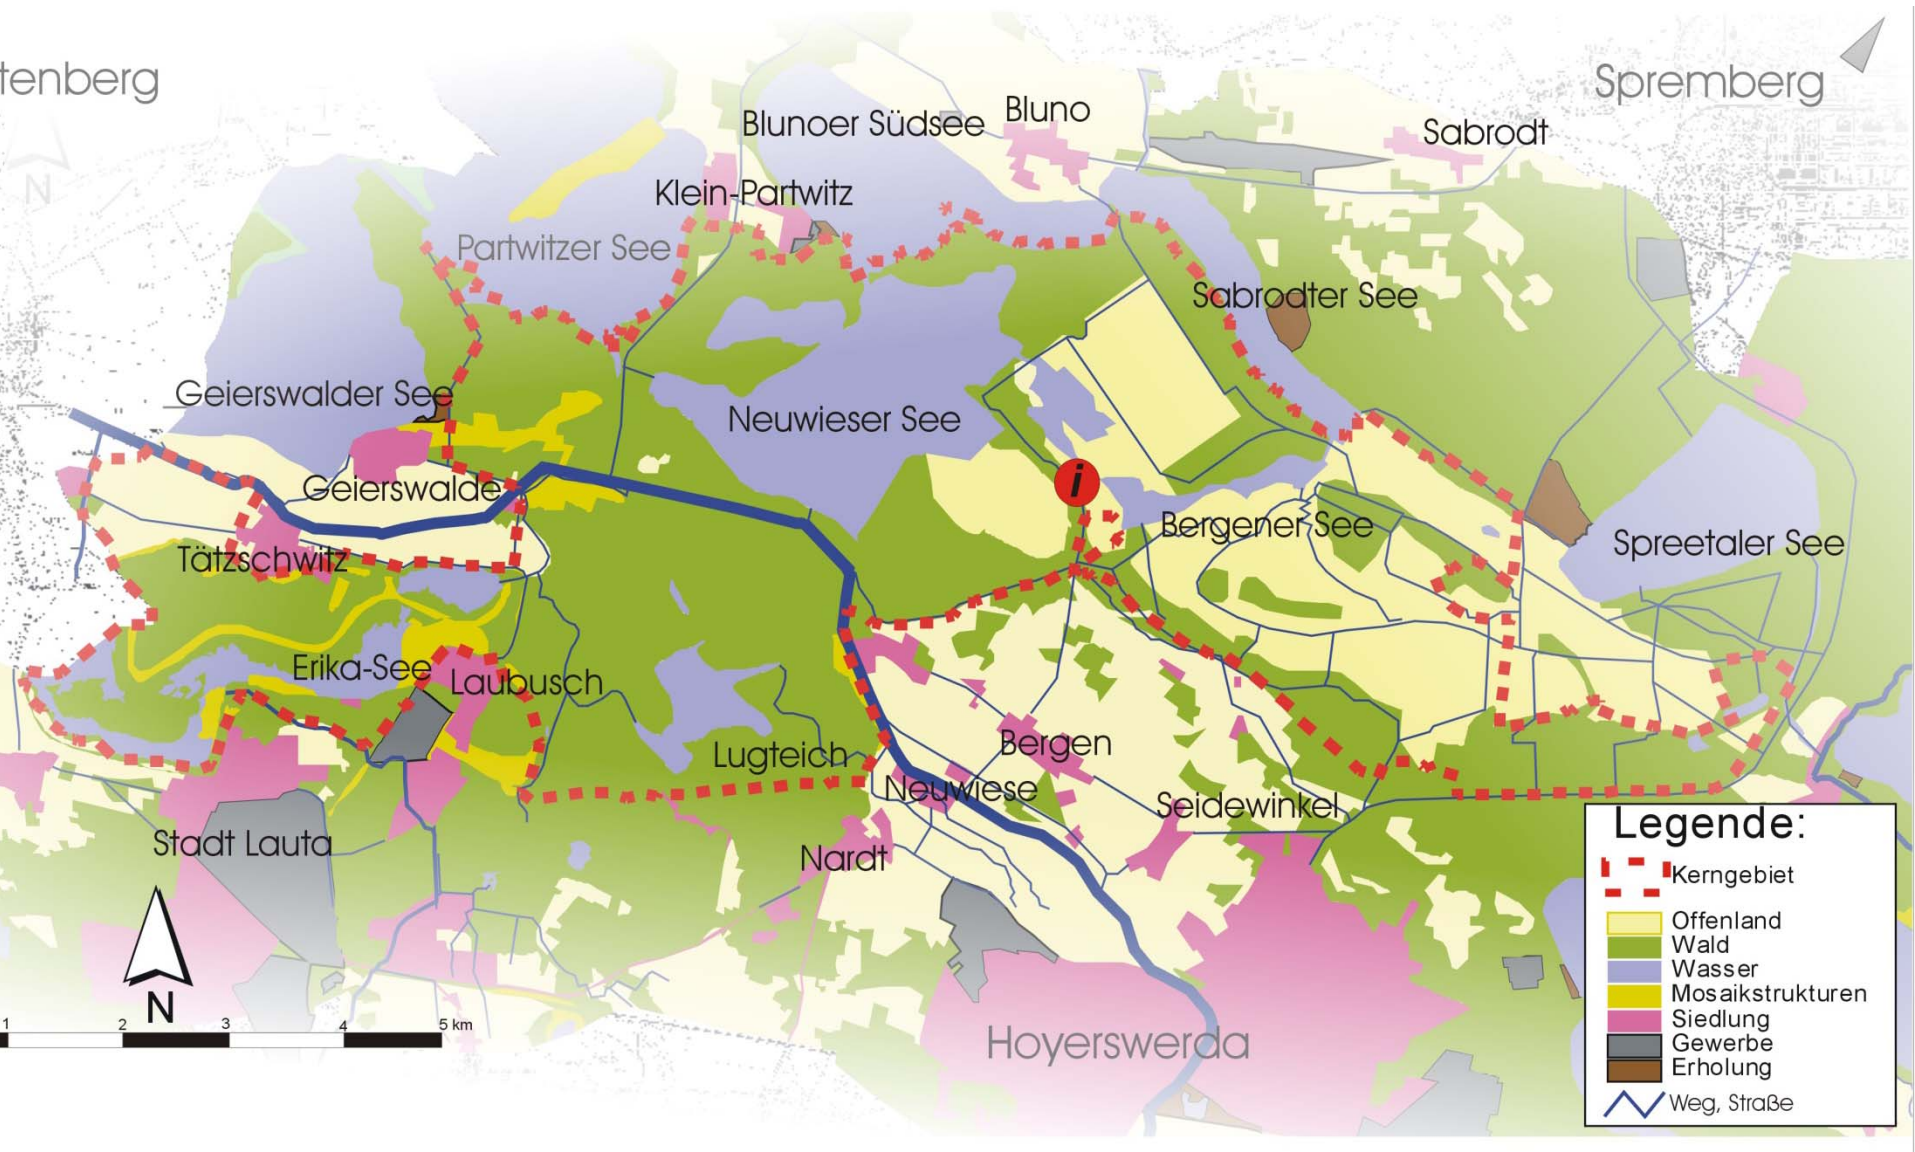 tenberg
Spremberg
Blunoer Südsee
Bluno
Sabrodt
N
Klein-Partwitz
Partwitzer See
Sabrodter See
Geierswalder See
Neuwieser See
i
Geierswalde
Bergener See
Spreetaler See
Tätzschwitz
Erika-See
Laubusch
Lugteich
Bergen
Neuwiese
Seidewinkel
Stadt Lauta
Nardt
N
1 2 3 4 5 km
Hoyerswerda
Legende:
Kerngebiet
Offenland
Wald
Wasser
Mosaikstrukturen
Siedlung
Gewerbe
Erholung
Weg, Straße